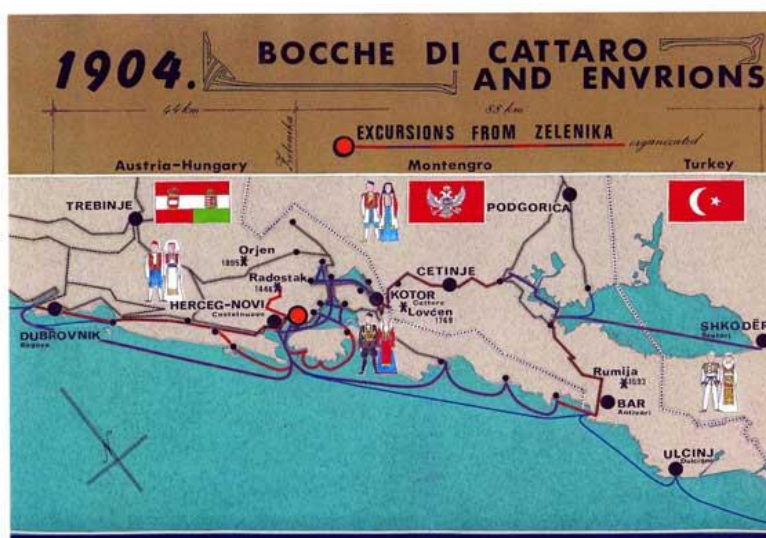 1904.
BOCCHE DI CATTARO
AND ENVRIONS
44 km
88 km
Zelenika
EXCURSIONS FROM ZELENIKA
organizated
Austria-Hungary
Montengro
Turkey
TREBINJE
PODGORICA
Orjen
1895
Radostak
1446
CETINJE
KOTOR
Cattaro
Lovćen
1749
HERCEG-NOVI
Castelnuovo
DUBROVNIK
Ragusa
SHKODËR
Scutari
Rumija
1593
BAR
Antivari
ULCINJ
Dulcigno
N